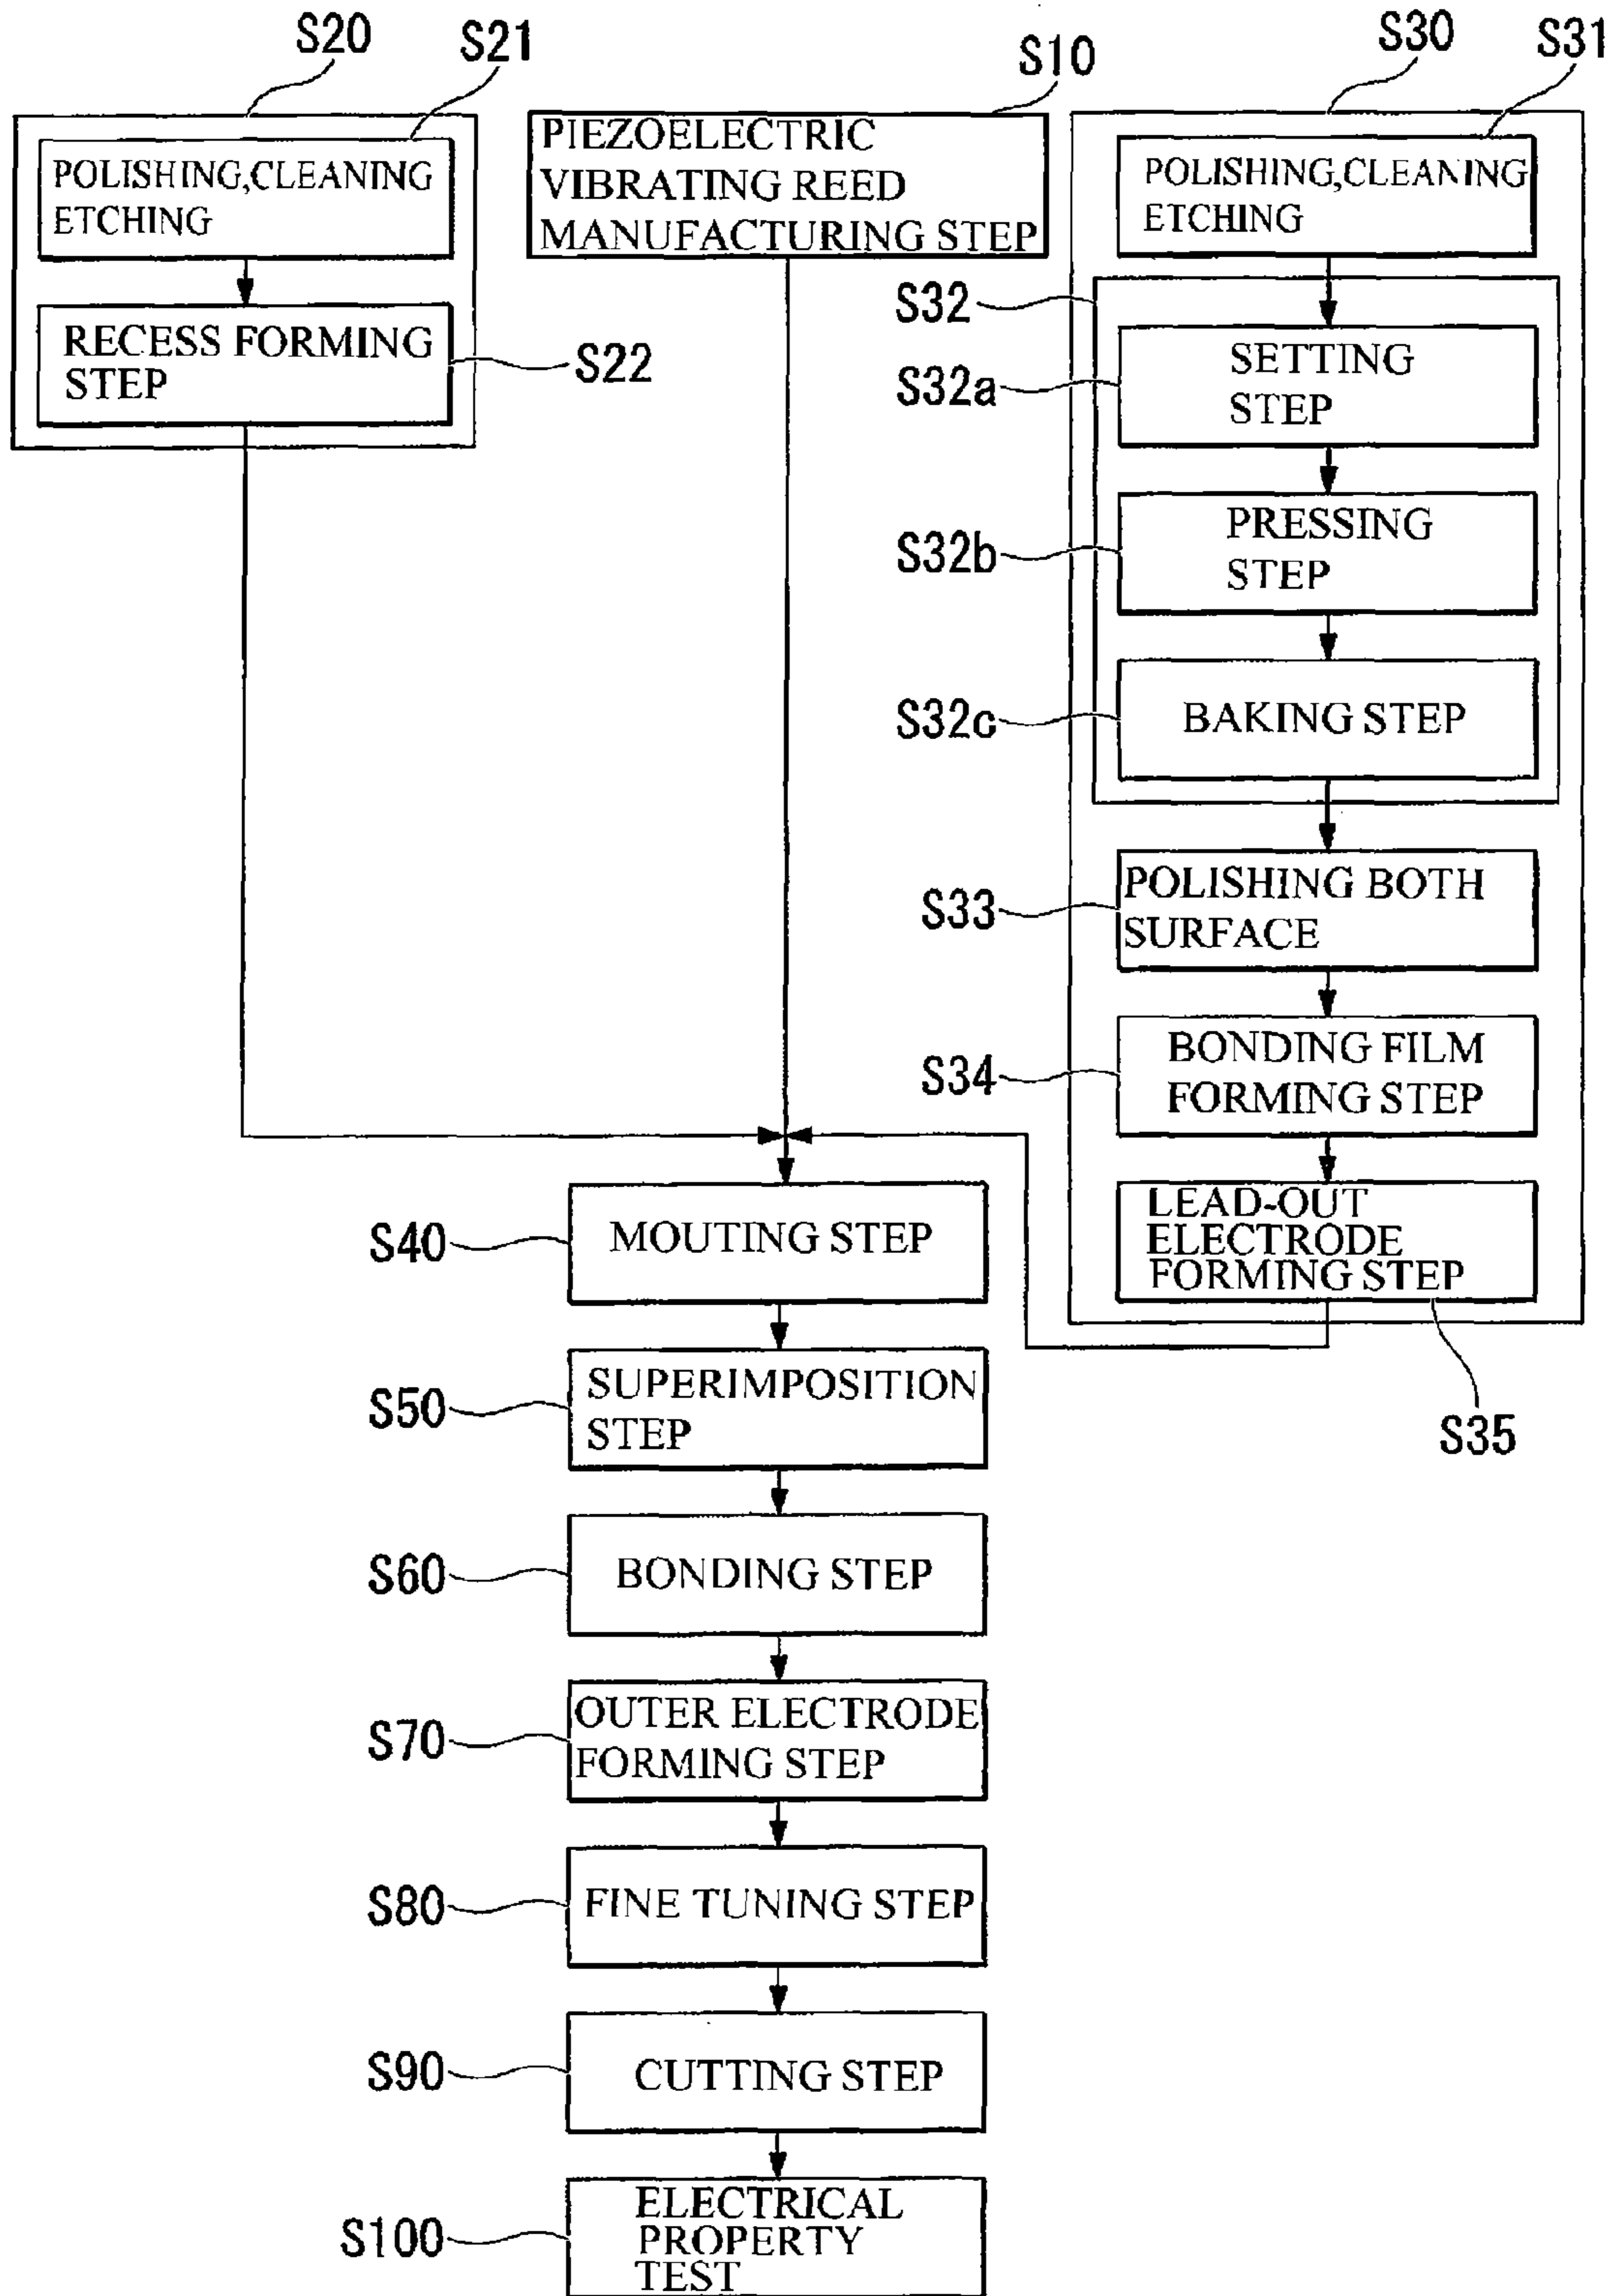 S20
S21
POLISHING,CLEANING
ETCHING
RECESS FORMING
STEP
S22
S10
PIEZOELECTRIC
VIBRATING REED
MANUFACTURING STEP
S30
S31
POLISHING,CLEANING
ETCHING
S32
S32a
SETTING
STEP
S32b
PRESSING
STEP
S32c
BAKING STEP
S33
POLISHING BOTH
SURFACE
S34
BONDING FILM
FORMING STEP
LEAD-OUT
ELECTRODE
FORMING STEP
S35
S40
MOUTING STEP
S50
SUPERIMPOSITION
STEP
S60
BONDING STEP
S70
OUTER ELECTRODE
FORMING STEP
S80
FINE TUNING STEP
S90
CUTTING STEP
S100
ELECTRICAL
PROPERTY
TEST